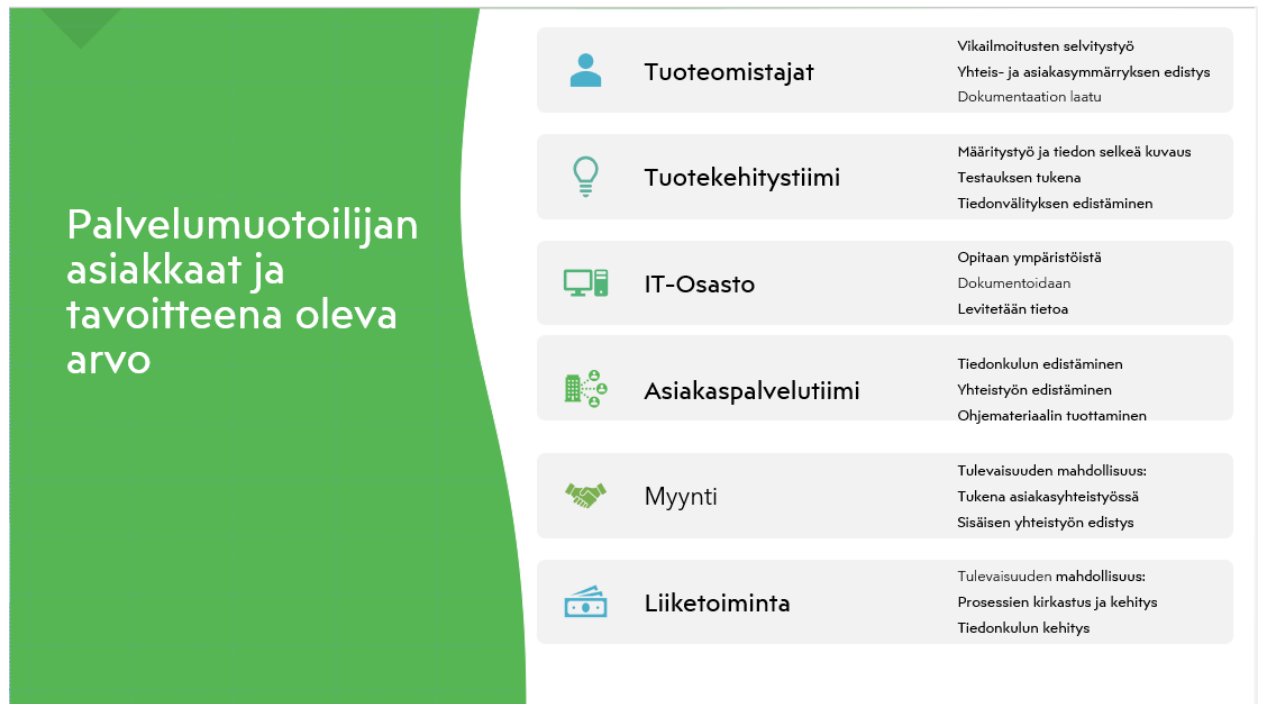 Palvelumuotoilijan
asiakkaat ja
tavoitteena oleva
arvo
Tuoteomistajat
Vikailmoitusten selvitystyö
Yhteis- ja asiakasymmärryksen edistys
Dokumentaation laatu
Tuotekehitystiimi
Määritystyö ja tiedon selkeä kuvaus
Testauksen tukena
Tiedonvälityksen edistäminen
IT-Osasto
Opitaan ympäristöistä
Dokumentoidaan
Levitetään tietoa
Asiakaspalvelutiimi
Tiedonkulun edistäminen
Yhteistyön edistäminen
Ohjemateriaalin tuottaminen
Myynti
Tulevaisuuden mahdollisuus:
Tukena asiakasyhteistyössä
Sisäisen yhteistyön edistys
Liiketoiminta
Tulevaisuuden mahdollisuus:
Prosessien kirkastus ja kehitys
Tiedonkulun kehitys